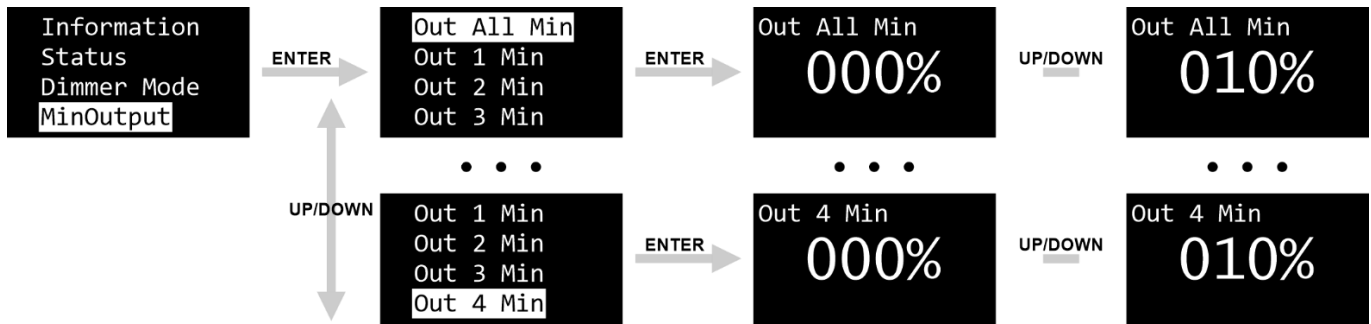 Information
Status
Dimmer Mode
MinOutput
ENTER
Out All Min
Out 1 Min
Out 2 Min
Out 3 Min
ENTER
Out All Min
000%
UP/DOWN
Out All Min
010%
• • •
• • •
• • •
UP/DOWN
Out 1 Min
Out 2 Min
Out 3 Min
Out 4 Min
ENTER
Out 4 Min
000%
UP/DOWN
Out 4 Min
010%